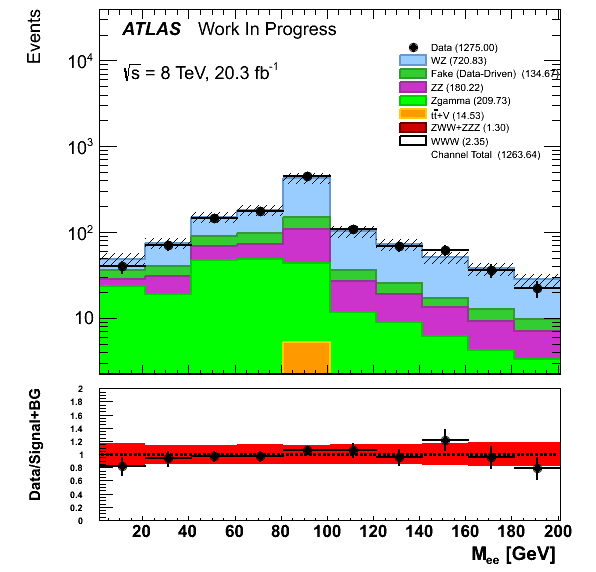 Events
ATLAS Work In Progress
√s = 8 TeV, 20.3 fb⁻¹
Data (1275.00)
WZ (720.83)
Fake (Data-Driven) (134.67)
ZZ (180.22)
Zgamma (209.73)
tt̄+V (14.53)
ZWW+ZZZ (1.30)
WWW (2.35)
Channel Total (1263.64)
10⁴
10³
10²
10
Data/Signal+BG
2
1.8
1.6
1.4
1.2
1
0.8
0.6
0.4
0.2
0
20 40 60 80 100 120 140 160 180 200
Mₑₑ [GeV]